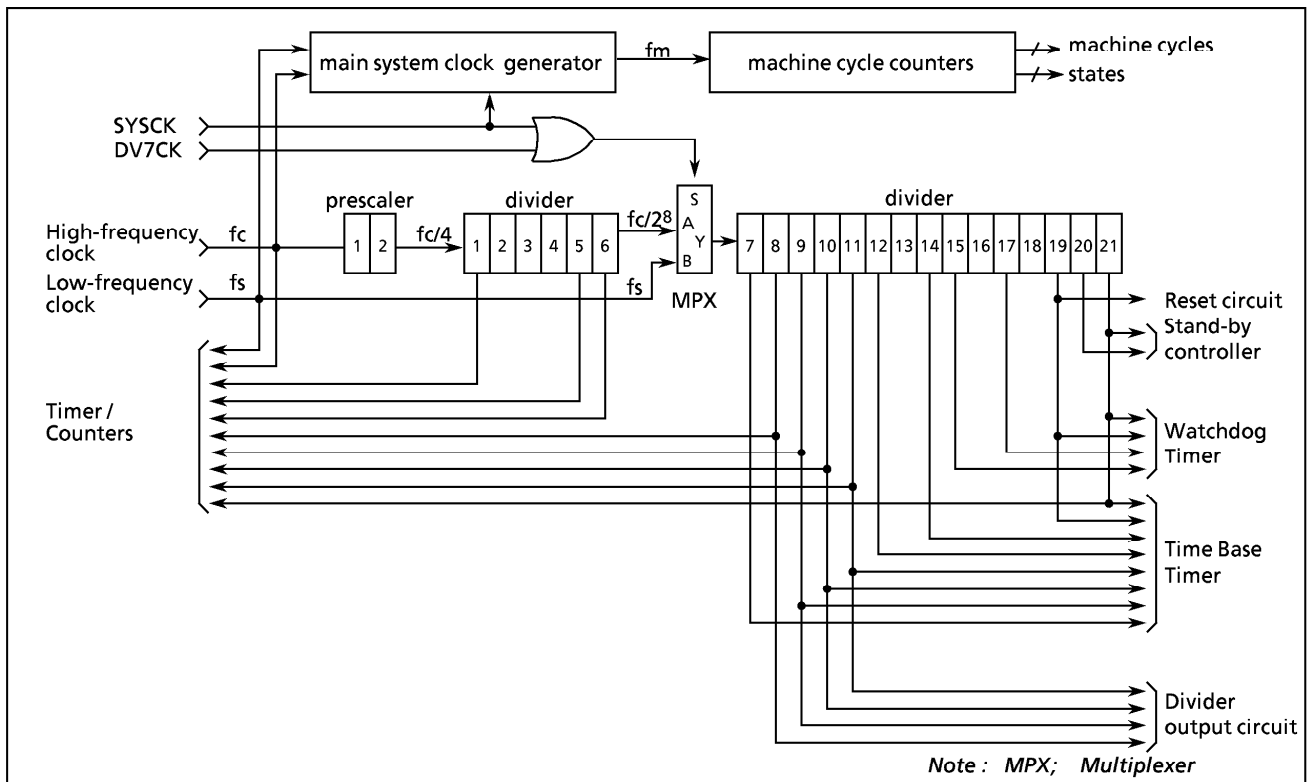 main system clock generator
fm
machine cycle counters
machine cycles
states
SYSCK
DV7CK
prescaler
divider
divider
High-frequency
clock
fc
1 2
fc/4
1 2 3 4 5 6
fc/2⁸
S
A
Y
B
MPX
7 8 9 10 11 12 13 14 15 16 17 18 19 20 21
Low-frequency
clock
fs
fs
Reset circuit
Stand-by
controller
Timer /
Counters
Watchdog
Timer
Time Base
Timer
Divider
output circuit
Note : MPX; Multiplexer